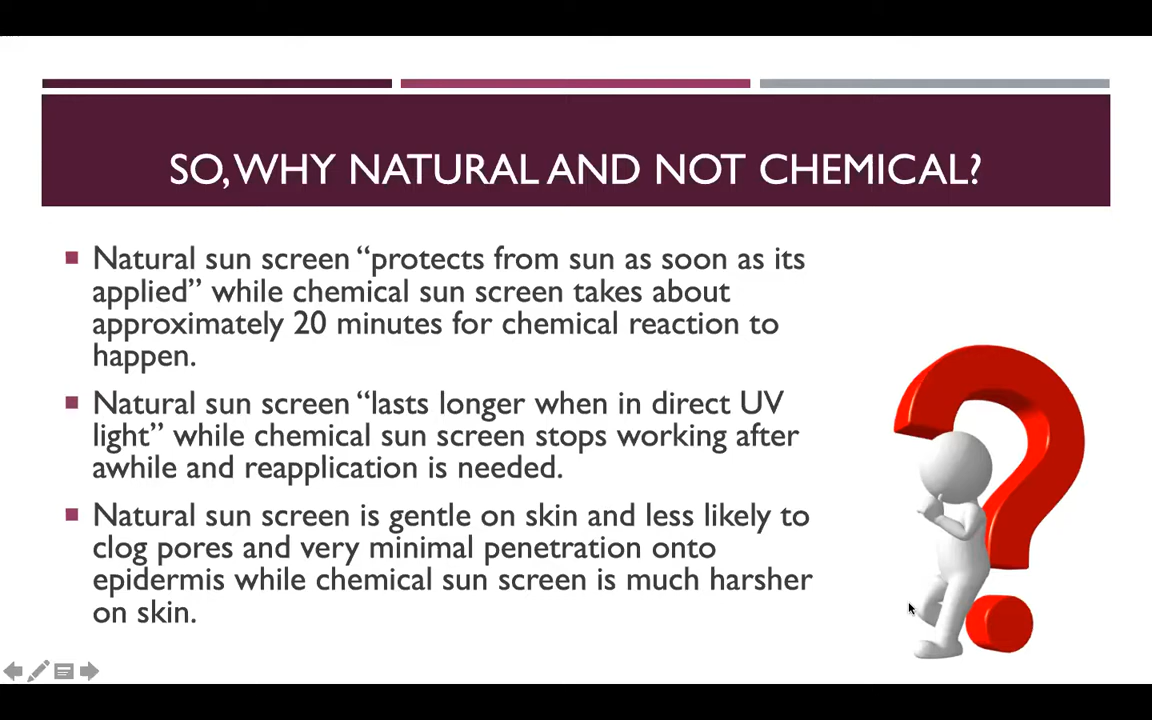 SO, WHY NATURAL AND NOT CHEMICAL?
Natural sun screen “protects from sun as soon as its
applied” while chemical sun screen takes about
approximately 20 minutes for chemical reaction to
happen.
Natural sun screen “lasts longer when in direct UV
light” while chemical sun screen stops working after
awhile and reapplication is needed.
Natural sun screen is gentle on skin and less likely to
clog pores and very minimal penetration onto
epidermis while chemical sun screen is much harsher
on skin.